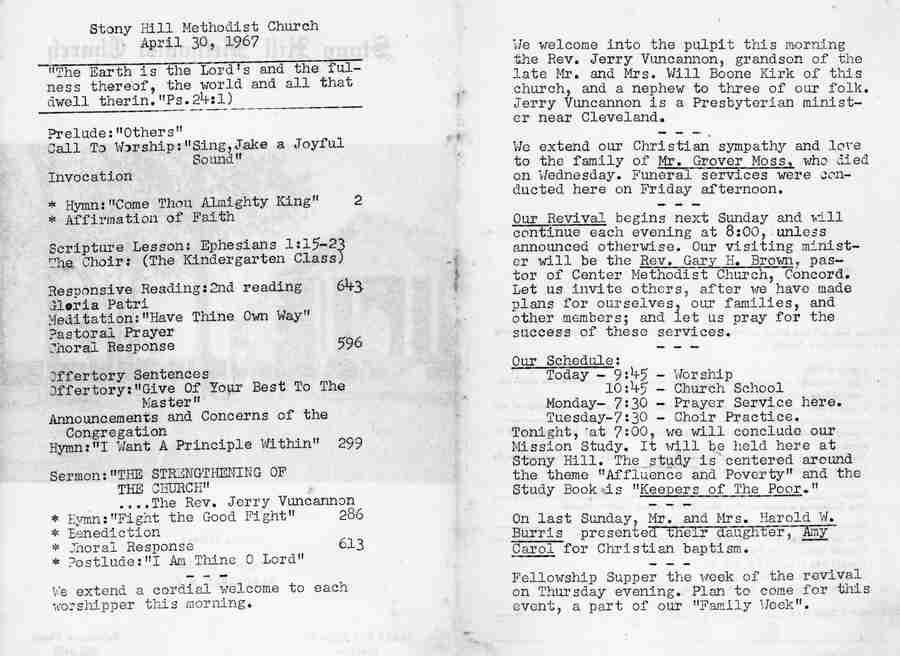 Stony Hill Methodist Church
April 30, 1967
"The Earth is the Lord's and the ful-
ness thereof, the world and all that
dwell therin."Ps.24:1)
Prelude:"Others"
Call To Worship:"Sing,Jake a Joyful
Sound"
Invocation
* Hymn:"Come Thou Almighty King" 2
* Affirmation of Faith
Scripture Lesson: Ephesians 1:15-23
The Choir: (The Kindergarten Class)
Responsive Reading:2nd reading 643
Gloria Patri
Meditation:"Have Thine Own Way"
Pastoral Prayer
Choral Response 596
Offertory Sentences
Offertory:"Give Of Your Best To The
Master"
Announcements and Concerns of the
Congregation
Hymn:"I Want A Principle Within" 299
Sermon:"THE STRENGTHENING OF
THE CHURCH"
....The Rev. Jerry Vuncannon
* Hymn:"Fight the Good Fight" 286
* Benediction
* Choral Response 613
* Postlude:"I Am Thine O Lord"
- - -
We extend a cordial welcome to each
worshipper this morning.
We welcome into the pulpit this morning
the Rev. Jerry Vuncannon, grandson of the
late Mr. and Mrs. Will Boone Kirk of this
church, and a nephew to three of our folk.
Jerry Vuncannon is a Presbyterian minist-
er near Cleveland.
- - -
We extend our Christian sympathy and love
to the family of Mr. Grover Moss, who died
on Wednesday. Funeral services were con-
ducted here on Friday afternoon.
- - -
Our Revival begins next Sunday and will
continue each evening at 8:00, unless
announced otherwise. Our visiting minist-
er will be the Rev. Gary H. Brown, pas-
tor of Center Methodist Church, Concord.
Let us invite others, after we have made
plans for ourselves, our families, and
other members; and let us pray for the
success of these services.
- - -
Our Schedule:
Today - 9:45 - Worship
10:45 - Church School
Monday- 7:30 - Prayer Service here.
Tuesday-7:30 - Choir Practice.
Tonight, at 7:00, we will conclude our
Mission Study. It will be held here at
Stony Hill. The study is centered around
the theme "Affluence and Poverty" and the
Study Book is "Keepers of The Poor."
- - -
On last Sunday, Mr. and Mrs. Harold W.
Burris presented their daughter, Amy
Carol for Christian baptism.
- - -
Fellowship Supper the week of the revival
on Thursday evening. Plan to come for this
event, a part of our "Family Week".